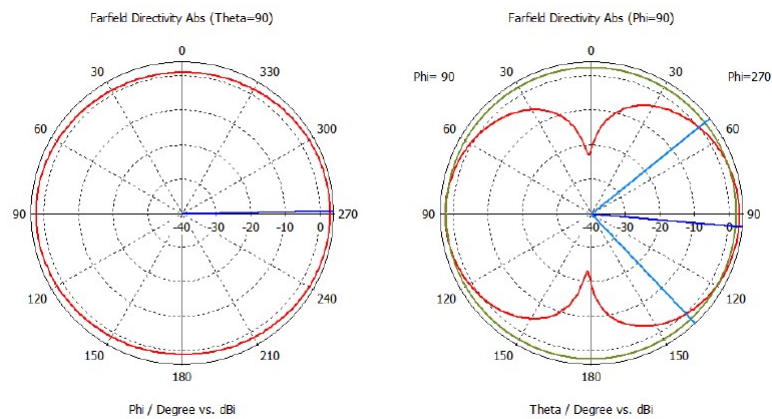 Farfield Directivity Abs (Theta=90)
0
30 330
60 300
90 -40 -30 -20 -10 0 270
120 240
150 210
180
Phi / Degree vs. dBi
Farfield Directivity Abs (Phi=90)
Phi= 90 0 Phi=270
30 30
60 60
90 -40 -30 -20 -10 0 90
120 120
150 150
180
Theta / Degree vs. dBi